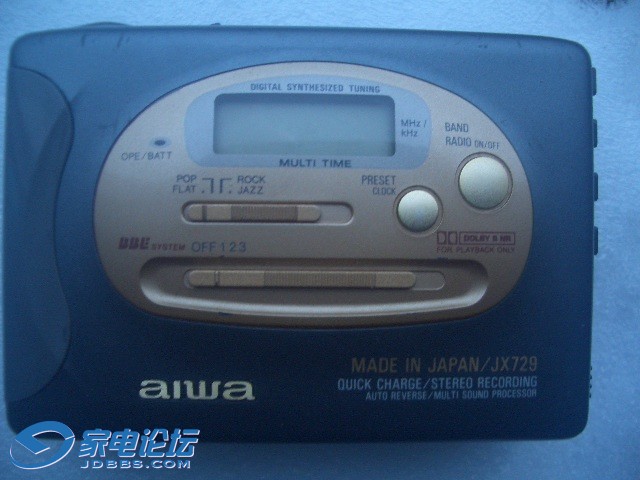 DIGITAL SYNTHESIZED TUNING
MHz/
kHz
MULTI TIME
BAND
RADIO ON/OFF
OPE/BATT
POP ROCK
FLAT JAZZ
PRESET
CLOCK
BBE SYSTEM OFF 1 2 3
DOLBY B NR
FOR PLAYBACK ONLY
MADE IN JAPAN/JX729
QUICK CHARGE/STEREO RECORDING
AUTO REVERSE/MULTI SOUND PROCESSOR
aiwa
家电论坛
JDBBS.COM